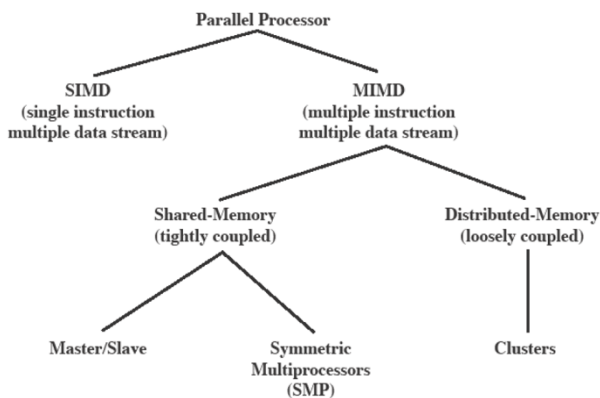 Parallel Processor
SIMD
(single instruction
multiple data stream)
MIMD
(multiple instruction
multiple data stream)
Shared-Memory
(tightly coupled)
Distributed-Memory
(loosely coupled)
Master/Slave
Symmetric
Multiprocessors
(SMP)
Clusters